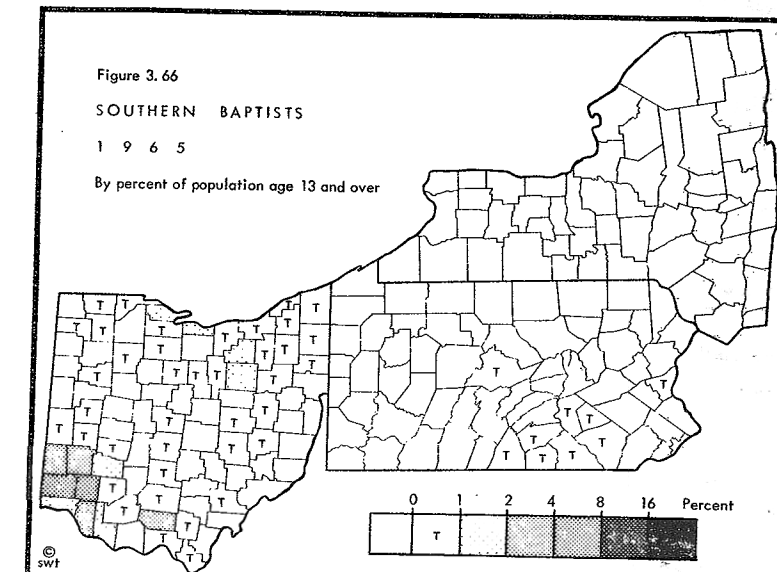 Figure 3.66
SOUTHERN BAPTISTS
1 9 6 5
By percent of population age 13 and over
T T
T T T T T T T
T T T T
T T T T T T
T T T T T
T T T T T T
T T T
T T T T T
T T T T
T T
T
0 1 2 4 8 16 Percent
T
© swt